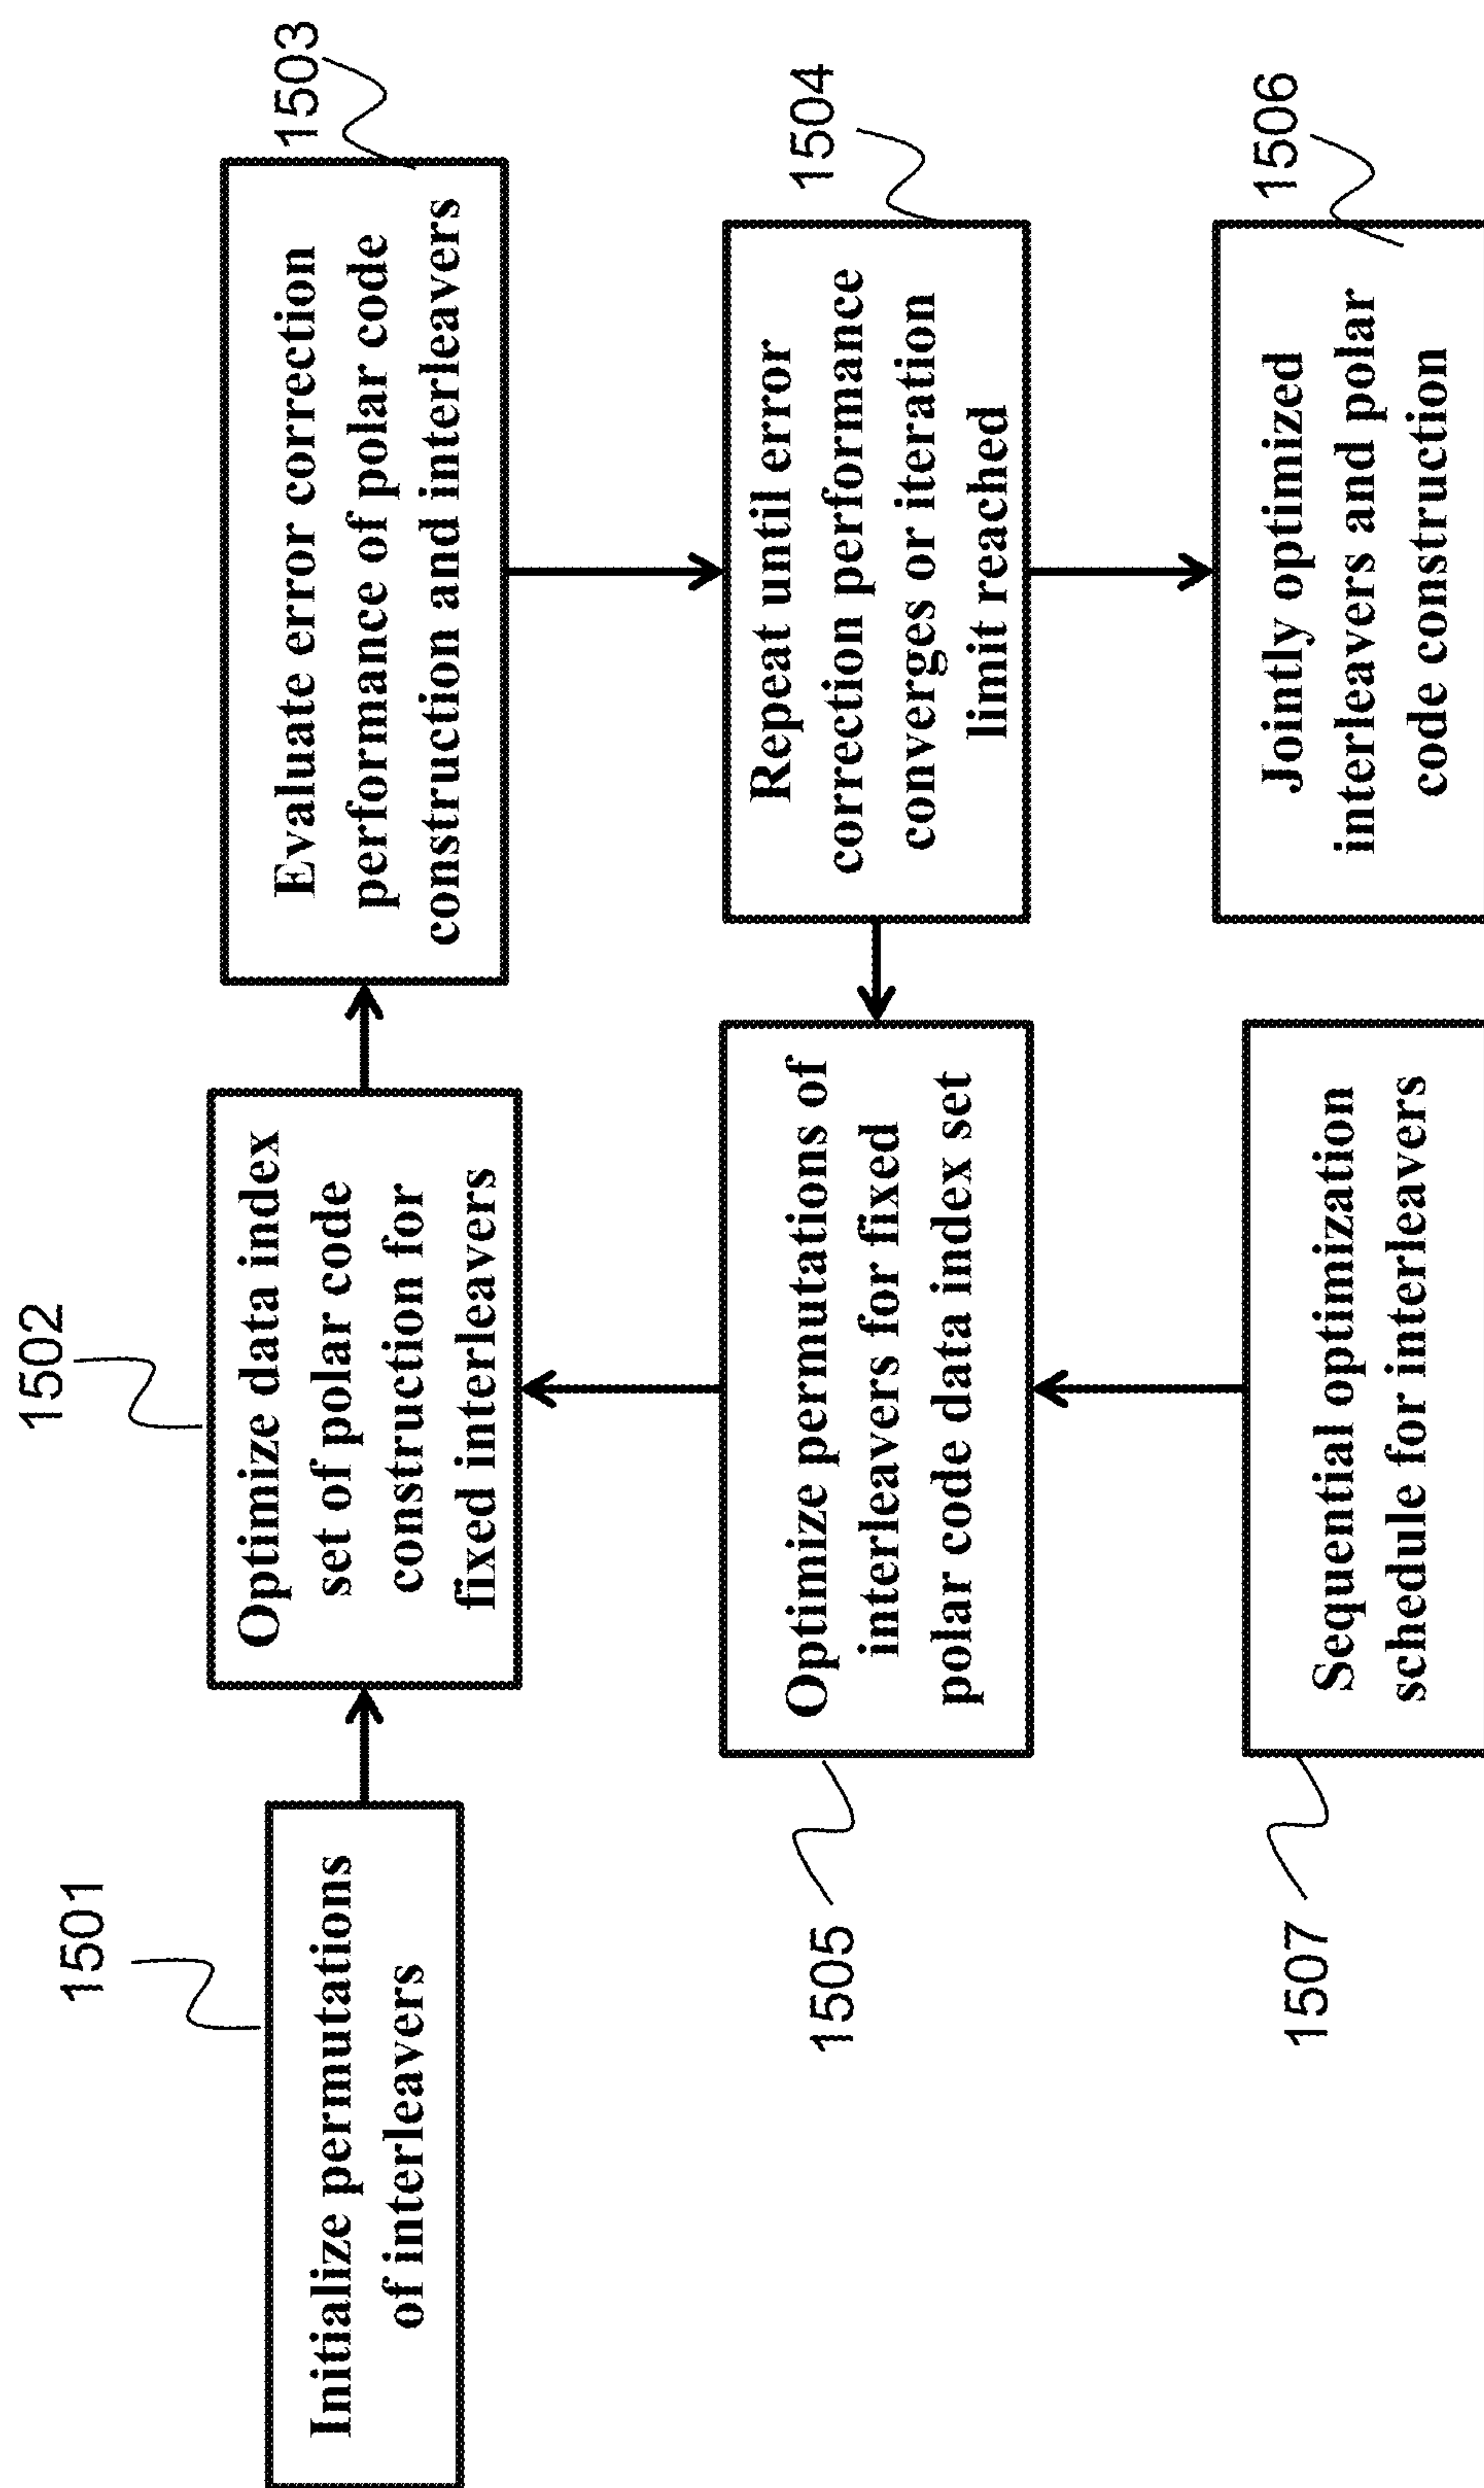 1501
Initialize permutations
of interleavers
1502
Optimize data index
set of polar code
construction for
fixed interleavers
1503
Evaluate error correction
performance of polar code
construction and interleavers
1504
Repeat until error
correction performance
converges or iteration
limit reached
1505
Optimize permutations of
interleavers for fixed
polar code data index set
1506
Jointly optimized
interleavers and polar
code construction
1507
Sequential optimization
schedule for interleavers